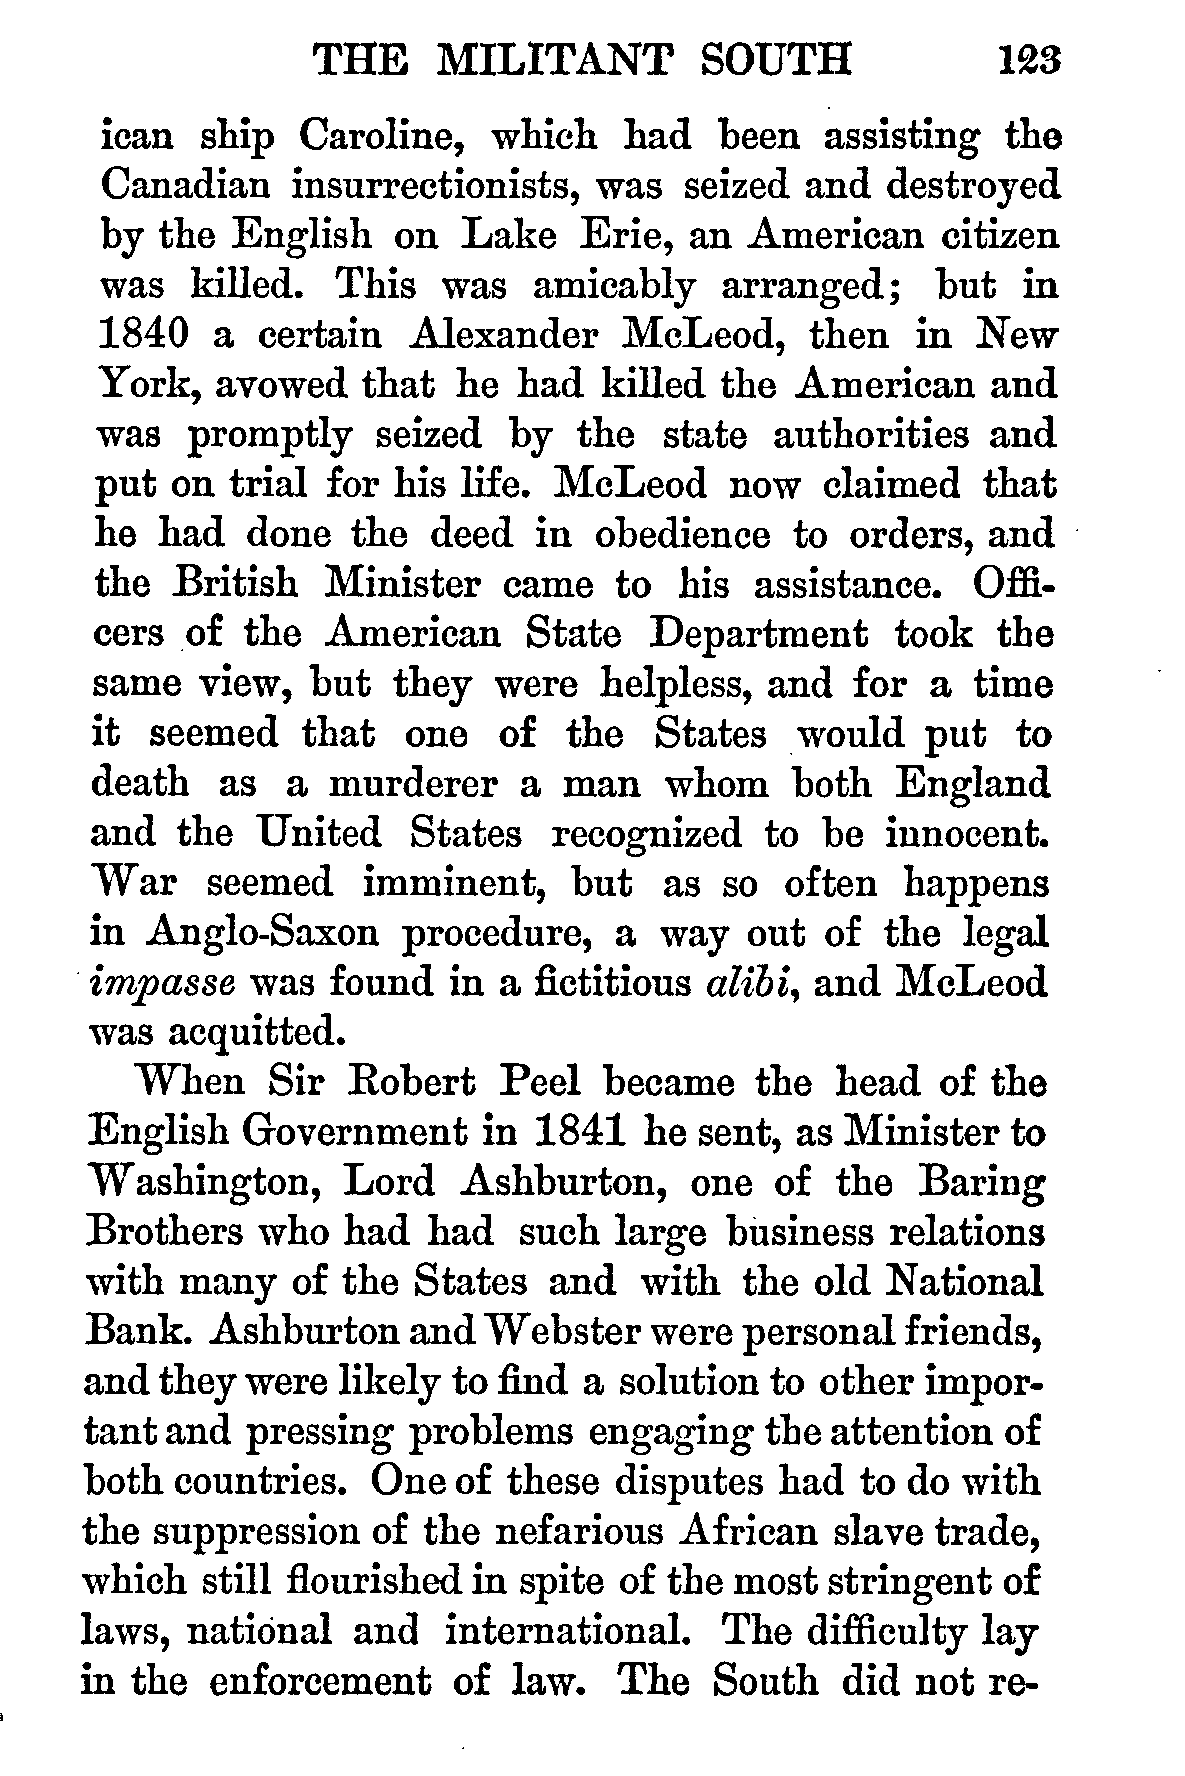 THE MILITANT SOUTH 123
ican ship Caroline, which had been assisting the
Canadian insurrectionists, was seized and destroyed
by the English on Lake Erie, an American citizen
was killed. This was amicably arranged; but in
1840 a certain Alexander McLeod, then in New
York, avowed that he had killed the American and
was promptly seized by the state authorities and
put on trial for his life. McLeod now claimed that
he had done the deed in obedience to orders, and
the British Minister came to his assistance. Offi-
cers of the American State Department took the
same view, but they were helpless, and for a time
it seemed that one of the States would put to
death as a murderer a man whom both England
and the United States recognized to be innocent.
War seemed imminent, but as so often happens
in Anglo-Saxon procedure, a way out of the legal
impasse was found in a fictitious alibi, and McLeod
was acquitted.
When Sir Robert Peel became the head of the
English Government in 1841 he sent, as Minister to
Washington, Lord Ashburton, one of the Baring
Brothers who had had such large business relations
with many of the States and with the old National
Bank. Ashburton and Webster were personal friends,
and they were likely to find a solution to other impor-
tant and pressing problems engaging the attention of
both countries. One of these disputes had to do with
the suppression of the nefarious African slave trade,
which still flourished in spite of the most stringent of
laws, national and international. The difficulty lay
in the enforcement of law. The South did not re-